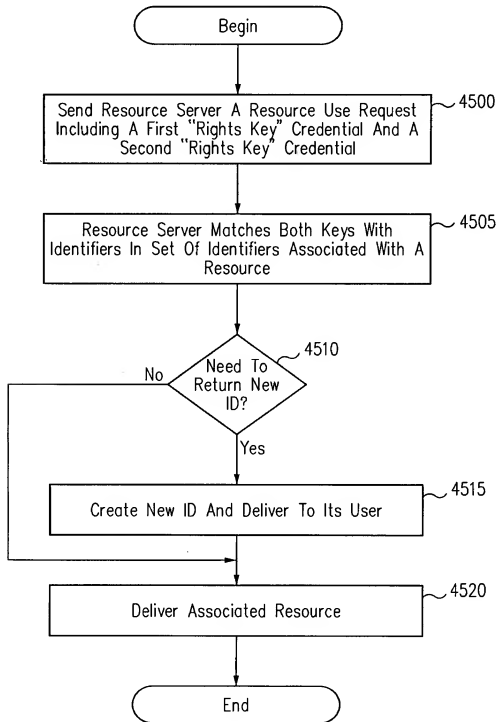 Begin
4500
Send Resource Server A Resource Use Request
Including A First "Rights Key" Credential And A
Second "Rights Key" Credential
4505
Resource Server Matches Both Keys With
Identifiers In Set Of Identifiers Associated With A
Resource
4510
Need To
Return New
ID?
No
Yes
4515
Create New ID And Deliver To Its User
4520
Deliver Associated Resource
End